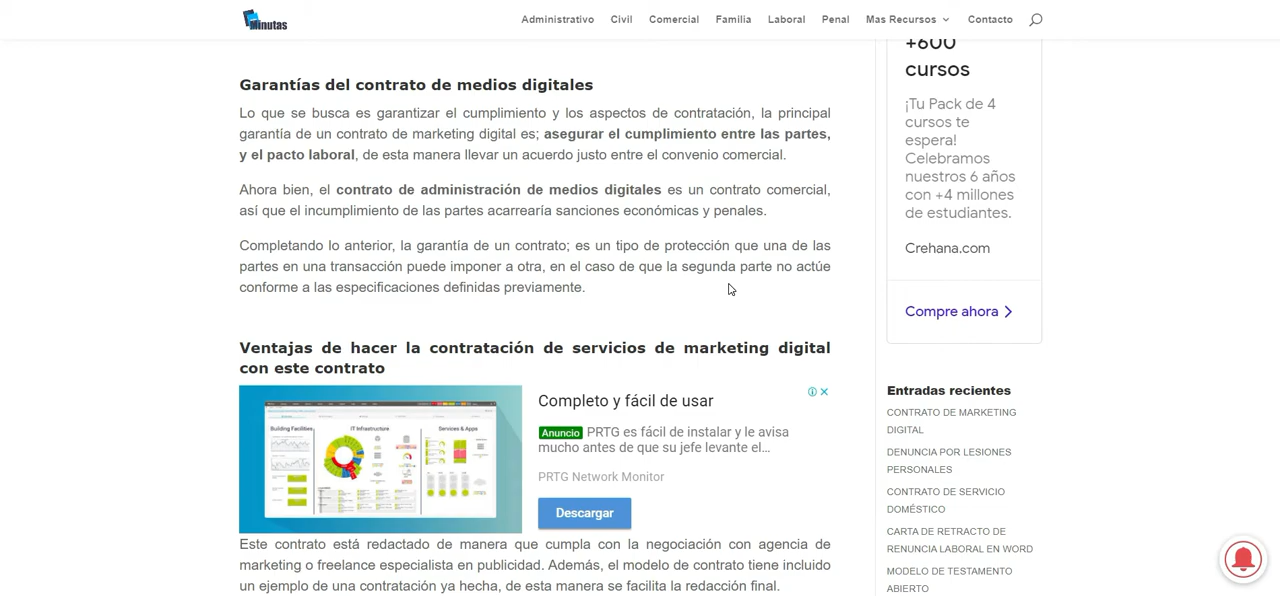 Minutas
Administrativo Civil Comercial Familia Laboral Penal Mas Recursos Contacto
Garantías del contrato de medios digitales
Lo que se busca es garantizar el cumplimiento y los aspectos de contratación, la principal
garantía de un contrato de marketing digital es; asegurar el cumplimiento entre las partes,
y el pacto laboral, de esta manera llevar un acuerdo justo entre el convenio comercial.
Ahora bien, el contrato de administración de medios digitales es un contrato comercial,
así que el incumplimiento de las partes acarrearía sanciones económicas y penales.
Completando lo anterior, la garantía de un contrato; es un tipo de protección que una de las
partes en una transacción puede imponer a otra, en el caso de que la segunda parte no actúe
conforme a las especificaciones definidas previamente.
Ventajas de hacer la contratación de servicios de marketing digital
con este contrato
Building Facilities
IT Infrastructure
Services & Apps
Completo y fácil de usar
Anuncio PRTG es fácil de instalar y le avisa
mucho antes de que su jefe levante el...
PRTG Network Monitor
Descargar
Este contrato está redactado de manera que cumpla con la negociación con agencia de
marketing o freelance especialista en publicidad. Además, el modelo de contrato tiene incluido
un ejemplo de una contratación ya hecha, de esta manera se facilita la redacción final.
+600
cursos
¡Tu Pack de 4
cursos te
espera!
Celebramos
nuestros 6 años
con +4 millones
de estudiantes.
Crehana.com
Compre ahora
Entradas recientes
CONTRATO DE MARKETING
DIGITAL
DENUNCIA POR LESIONES
PERSONALES
CONTRATO DE SERVICIO
DOMÉSTICO
CARTA DE RETRACTO DE
RENUNCIA LABORAL EN WORD
MODELO DE TESTAMENTO
ABIERTO